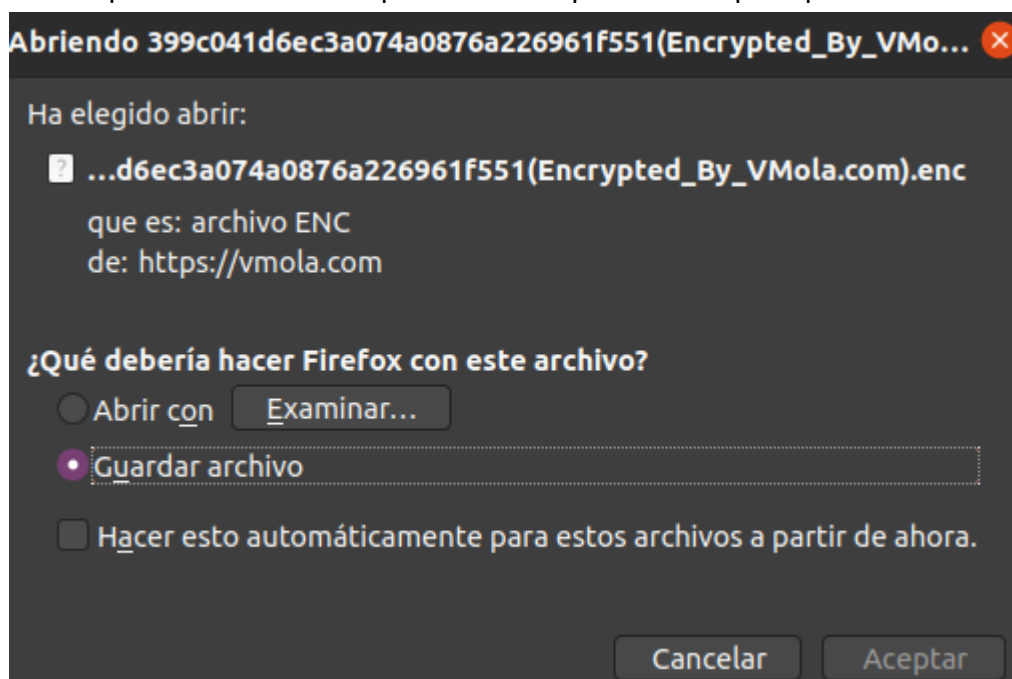 Abriendo 399c041d6ec3a074a0876a226961f551(Encrypted_By_VMo...
Ha elegido abrir:
...d6ec3a074a0876a226961f551(Encrypted_By_VMola.com).enc
que es: archivo ENC
de: https://vmola.com
¿Qué debería hacer Firefox con este archivo?
Abrir con Examinar...
Guardar archivo
Hacer esto automáticamente para estos archivos a partir de ahora.
Cancelar Aceptar